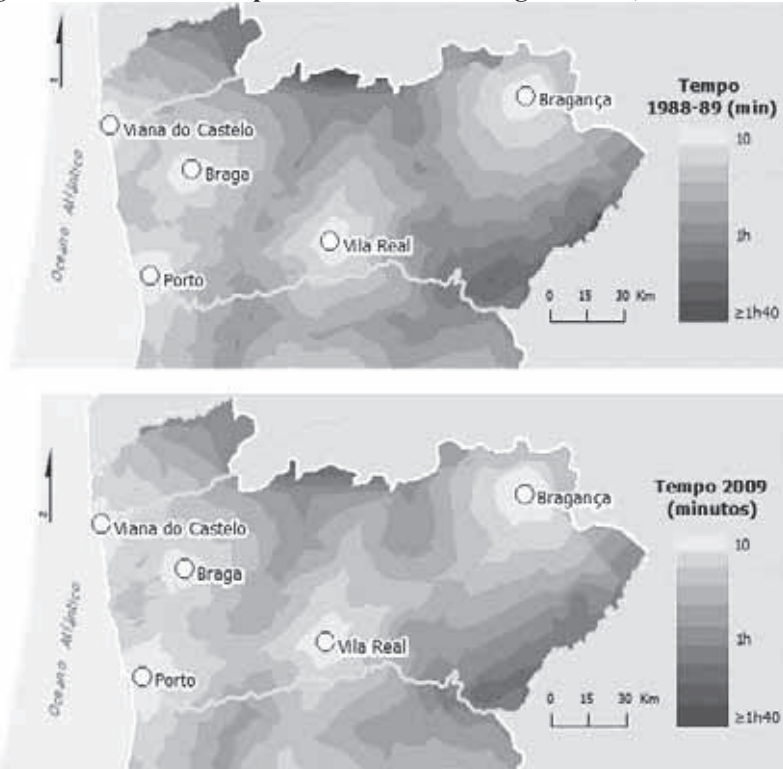 Tempo
1988-89 (min)
Bragança
10
Viana do Castelo
Braga
Oceano Atlântico
1h
Vila Real
Porto
0 15 30 Km
≥1h40
Tempo 2009
(minutos)
Bragança
10
Viana do Castelo
Braga
Oceano Atlântico
1h
Vila Real
Porto
0 15 30 Km
≥1h40